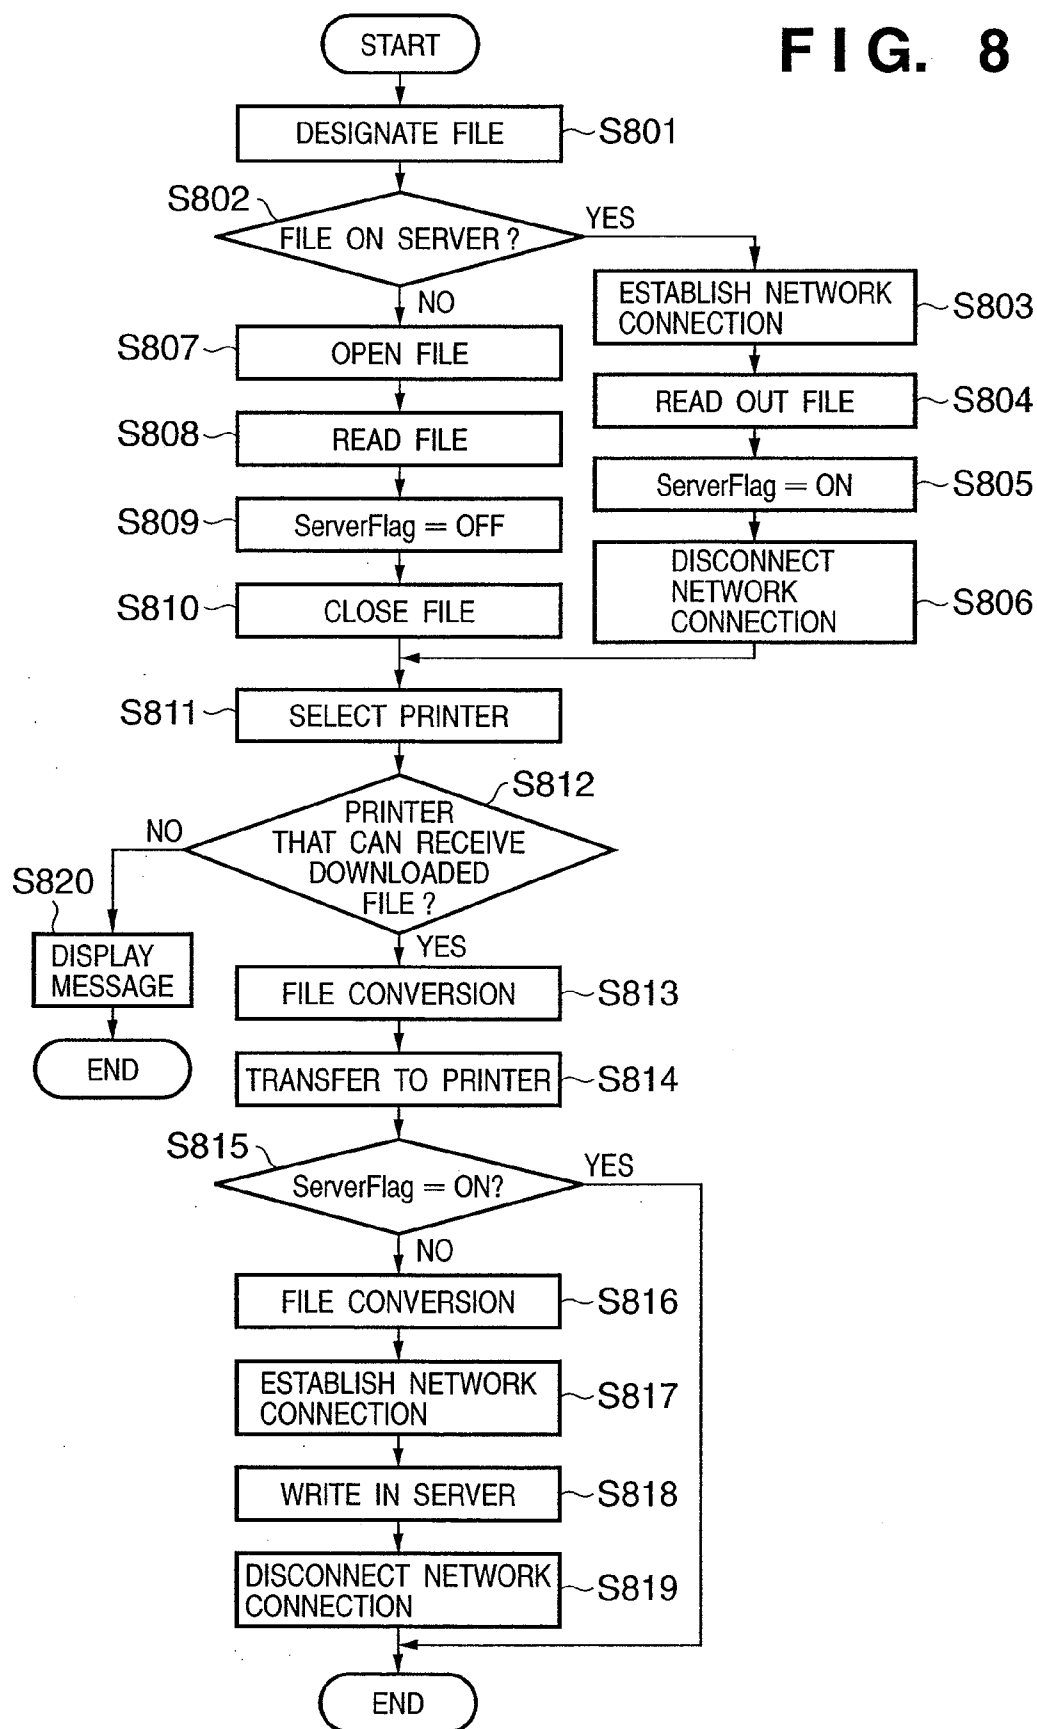 START
FIG. 8
DESIGNATE FILE
S801
S802
FILE ON SERVER?
YES
NO
ESTABLISH NETWORK
CONNECTION
S803
S807
OPEN FILE
READ OUT FILE
S804
S808
READ FILE
ServerFlag = ON
S805
S809
ServerFlag = OFF
DISCONNECT
NETWORK
CONNECTION
S806
S810
CLOSE FILE
S811
SELECT PRINTER
S812
PRINTER
THAT CAN RECEIVE
DOWNLOADED
FILE?
NO
S820
DISPLAY
MESSAGE
END
YES
FILE CONVERSION
S813
TRANSFER TO PRINTER
S814
S815
ServerFlag = ON?
YES
NO
FILE CONVERSION
S816
ESTABLISH NETWORK
CONNECTION
S817
WRITE IN SERVER
S818
DISCONNECT NETWORK
CONNECTION
S819
END